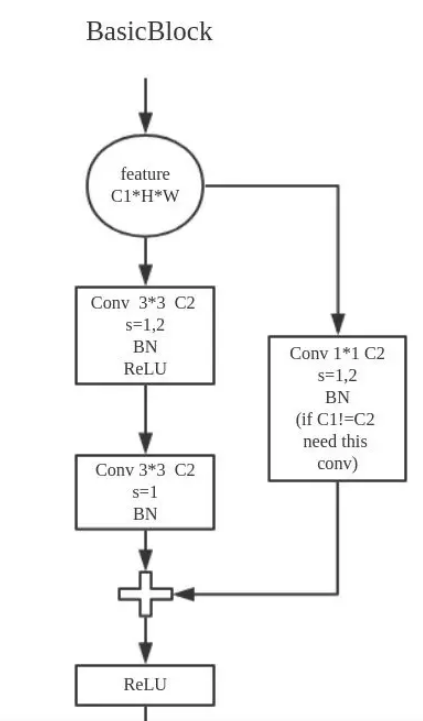 BasicBlock
feature
C1*H*W
Conv 3*3 C2
s=1,2
BN
ReLU
Conv 1*1 C2
s=1,2
BN
(if C1!=C2
need this
conv)
Conv 3*3 C2
s=1
BN
ReLU